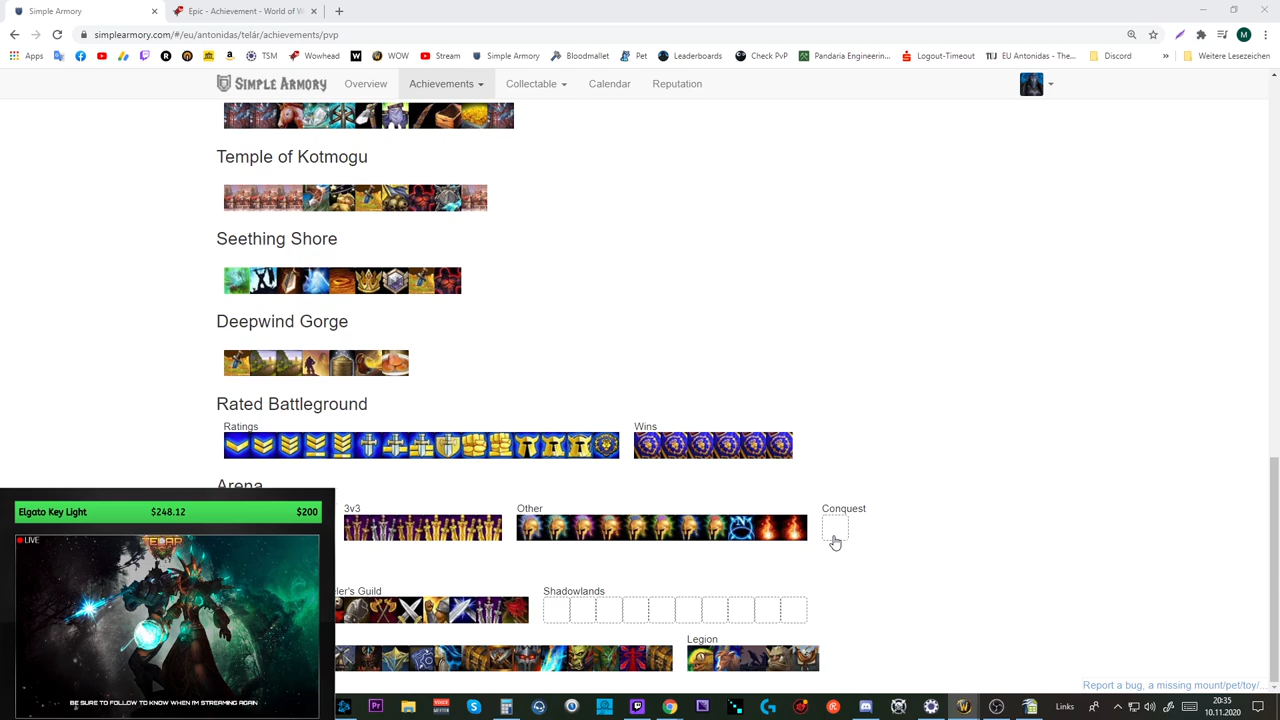 Simple Armory
Epic - Achievement - World of W
simplearmory.com/#/eu/antonidas/telár/achievements/pvp
Apps
TSM
Wowhead
WOW
Stream
Simple Armory
Bloodmallet
Pet
Leaderboards
Check PvP
Pandaria Engineerin...
Logout-Timeout
EU Antonidas - The...
Discord
Weitere Lesezeichen
SIMPLE ARMORY
Overview
Achievements
Collectable
Calendar
Reputation
Temple of Kotmogu
Seething Shore
Deepwind Gorge
Rated Battleground
Ratings
Wins
Arena
3v3
Other
Conquest
Elgato Key Light
$248.12
$200
LIVE
TELAR
ler's Guild
Shadowlands
Legion
BE SURE TO FOLLOW TO KNOW WHEN I'M STREAMING AGAIN
Report a bug, a missing mount/pet/toy/...
Links
20:35
10.11.2020